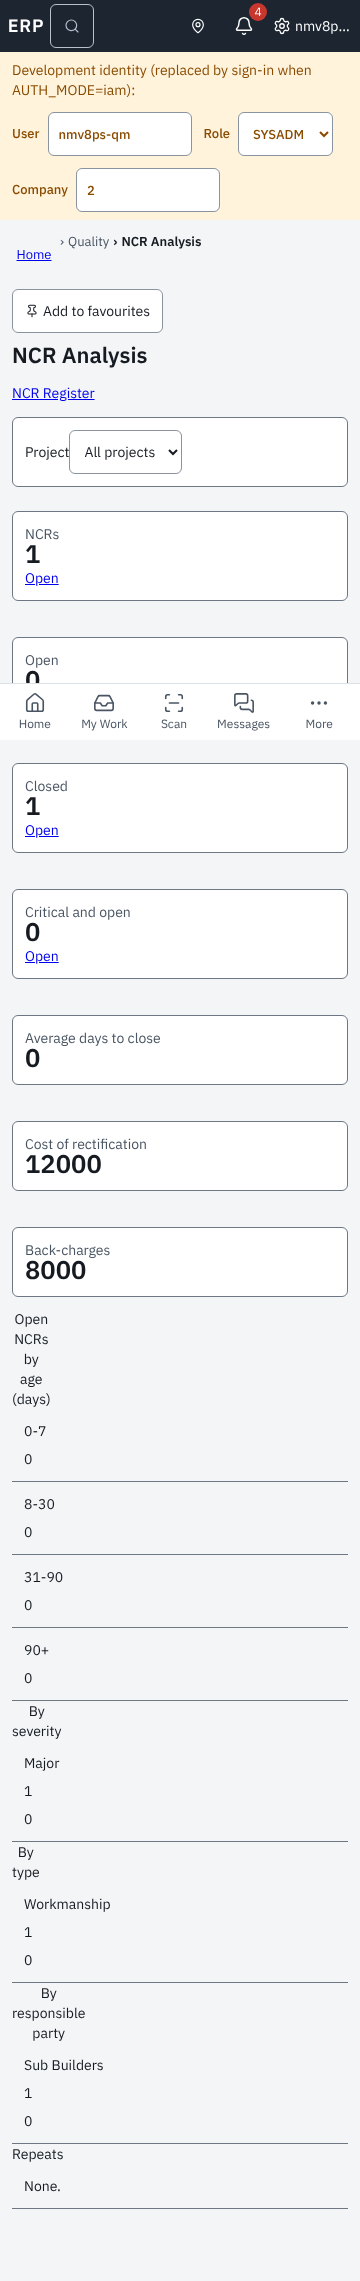 ERP
4
nmv8p...
Development identity (replaced by sign-in when
AUTH_MODE=iam):
User nmv8ps-qm Role SYSADM
Company 2
Home › Quality › NCR Analysis
Add to favourites
NCR Analysis
NCR Register
Project All projects
NCRs
1
Open
Open
0
Home My Work Scan Messages More
Closed
1
Open
Critical and open
0
Open
Average days to close
0
Cost of rectification
12000
Back-charges
8000
Open
NCRs
by
age
(days)
0-7
0
8-30
0
31-90
0
90+
0
By
severity
Major
1
0
By
type
Workmanship
1
0
By
responsible
party
Sub Builders
1
0
Repeats
None.